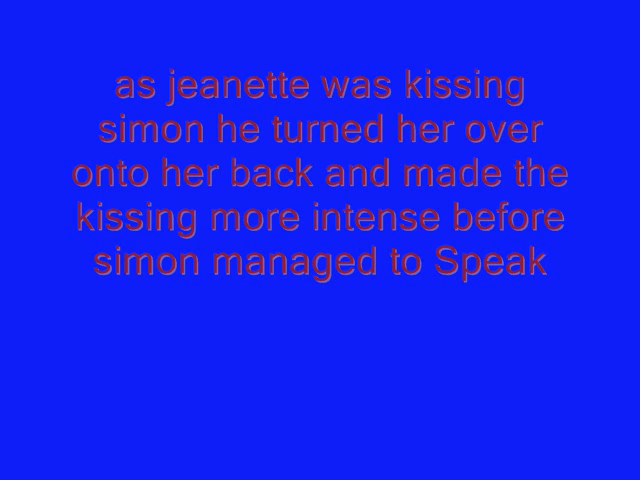 as jeanette was kissing
simon he turned her over
onto her back and made the
kissing more intense before
simon managed to Speak